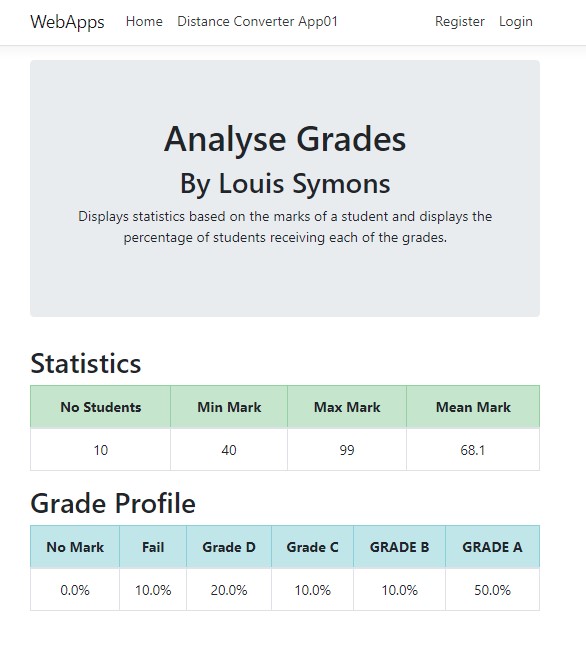 WebApps Home Distance Converter App01 Register Login
Analyse Grades
By Louis Symons
Displays statistics based on the marks of a student and displays the
percentage of students receiving each of the grades.
Statistics
No Students Min Mark Max Mark Mean Mark
10 40 99 68.1
Grade Profile
No Mark Fail Grade D Grade C GRADE B GRADE A
0.0% 10.0% 20.0% 10.0% 10.0% 50.0%